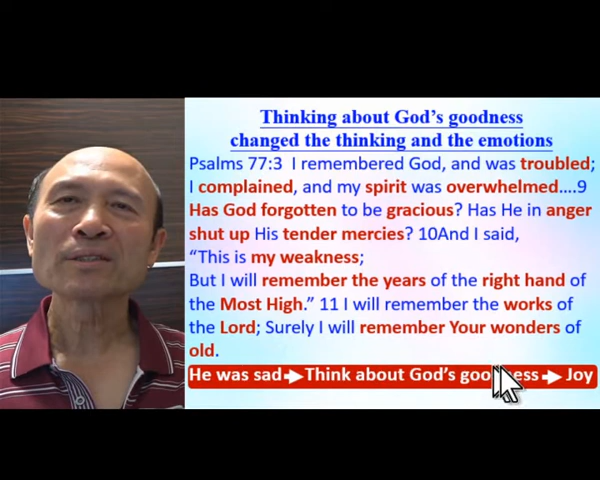 Thinking about God's goodness
changed the thinking and the emotions
Psalms 77:3 I remembered God, and was troubled;
I complained, and my spirit was overwhelmed....9
Has God forgotten to be gracious? Has He in anger
shut up His tender mercies? 10And I said,
“This is my weakness;
But I will remember the years of the right hand of
the Most High.” 11 I will remember the works of
the Lord; Surely I will remember Your wonders of
old.
He was sad→Think about God's goodness→Joy